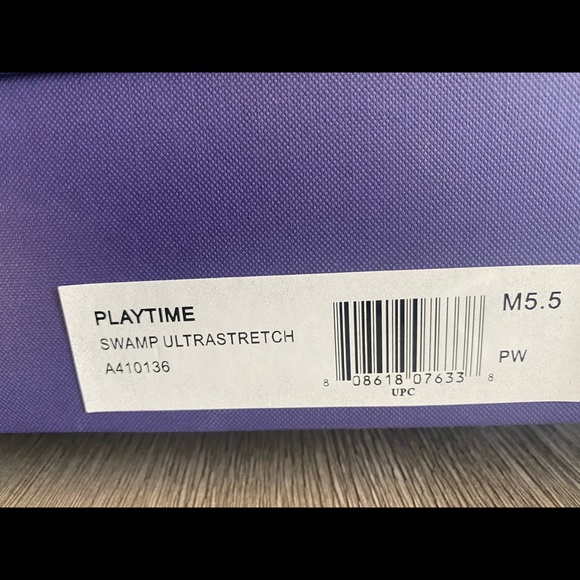 PLAYTIME
SWAMP ULTRASTRETCH
A410136
8 08618 07633 8
UPC
M5.5
PW